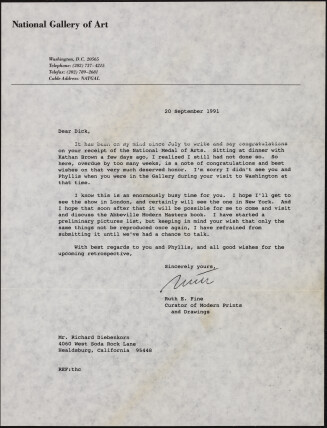 National Gallery of Art
Washington, D.C. 20565
Telephone: (202) 737-4215
Telefax: (202) 789-2681
Cable Address: NATGAL
20 September 1991
Dear Dick,
It has been on my mind since July to write and say congratulations
on your receipt of the National Medal of Arts. Sitting at dinner with
Kathan Brown a few days ago, I realized I still had not done so. So
here, overdue by too many weeks, is a note of congratulations and best
wishes on that very much deserved honor. I'm sorry I didn't see you and
Phyllis when you were in the Gallery during your visit to Washington at
that time.
I know this is an enormously busy time for you. I hope I'll get to
see the show in London, and certainly will see the one in New York. And
I hope that soon after that it will be possible for me to come and visit
and discuss the Abbeville Modern Masters book. I have started a
preliminary pictures list, but keeping in mind your wish that only the
same things not be reproduced once again, I have refrained from
submitting it until we've had a chance to talk.
With best regards to you and Phyllis, and all good wishes for the
upcoming retrospective,
Sincerely yours,
Ruth
Ruth E. Fine
Curator of Modern Prints
and Drawings
Mr. Richard Diebenkorn
4060 West Soda Rock Lane
Healdsburg, California 95448
REF:tnc